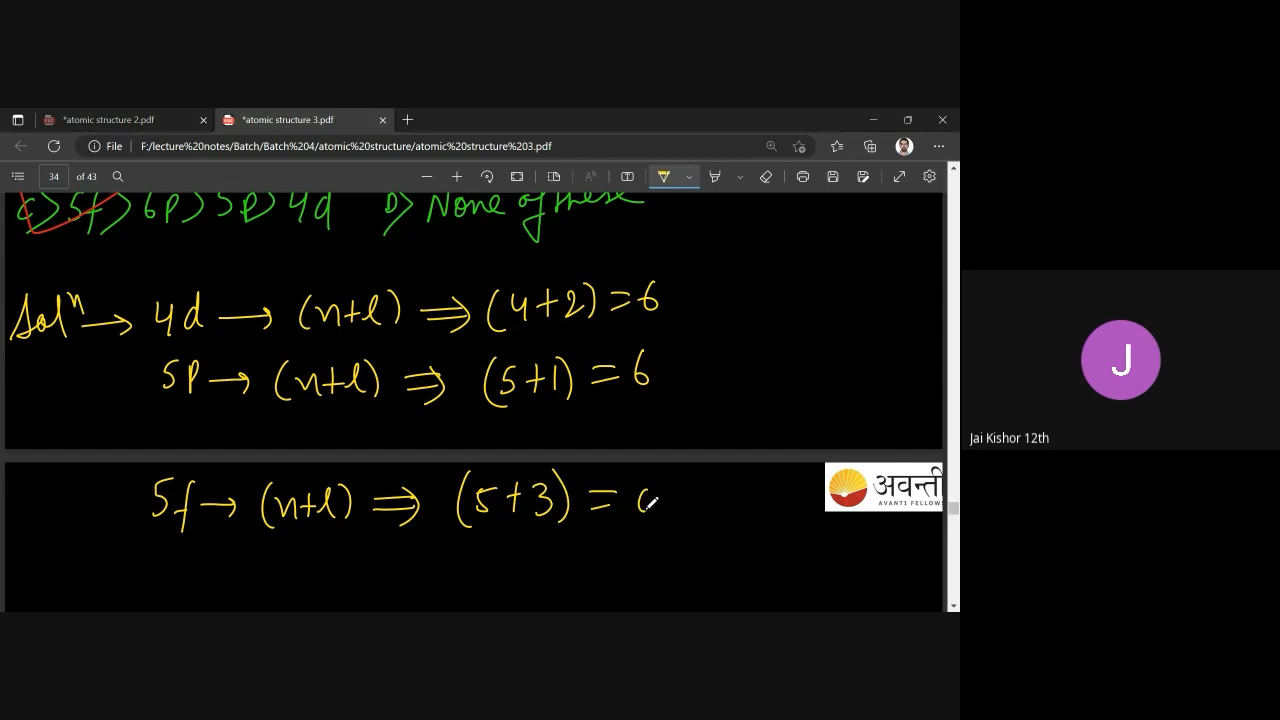 *atomic structure 2.pdf
*atomic structure 3.pdf
File
F:/lecture%20notes/Batch/Batch%204/atomic%20structure/atomic%20structure%203.pdf
34 of 43
C> 5f > 6p > 5p > 4d D> None of these
Solⁿ → 4d → (n+l) ⇒ (4+2) = 6
5p → (n+l) ⇒ (5+1) = 6
अवन्ती
AVANTI FELLOWS
5f → (n+l) ⇒ (5+3) =
J
Jai Kishor 12th